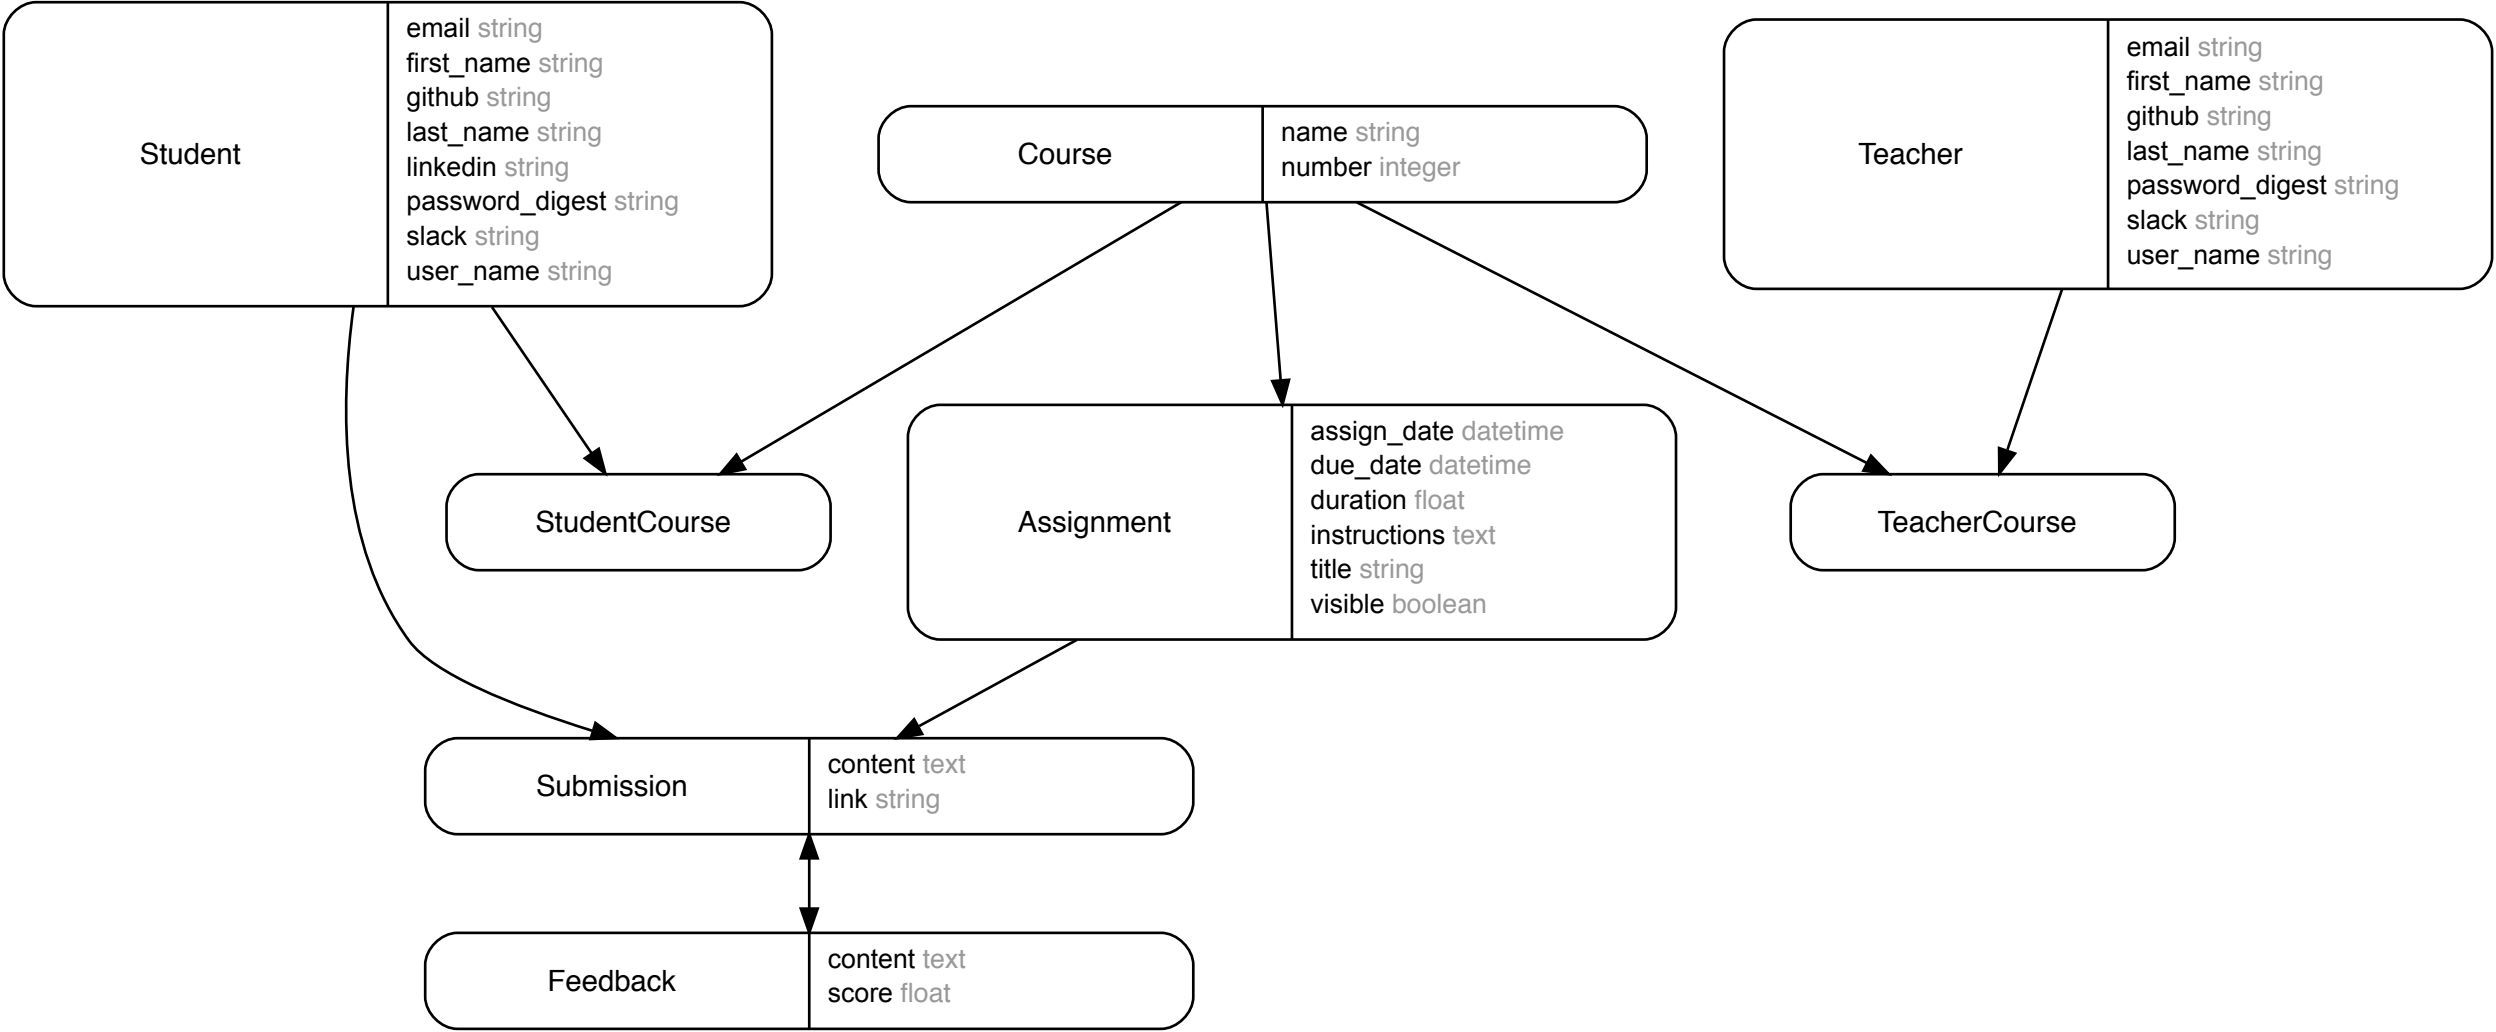 Student
email string
first_name string
github string
last_name string
linkedin string
password_digest string
slack string
user_name string
Course
name string
number integer
Teacher
email string
first_name string
github string
last_name string
password_digest string
slack string
user_name string
StudentCourse
Assignment
assign_date datetime
due_date datetime
duration float
instructions text
title string
visible boolean
TeacherCourse
Submission
content text
link string
Feedback
content text
score float